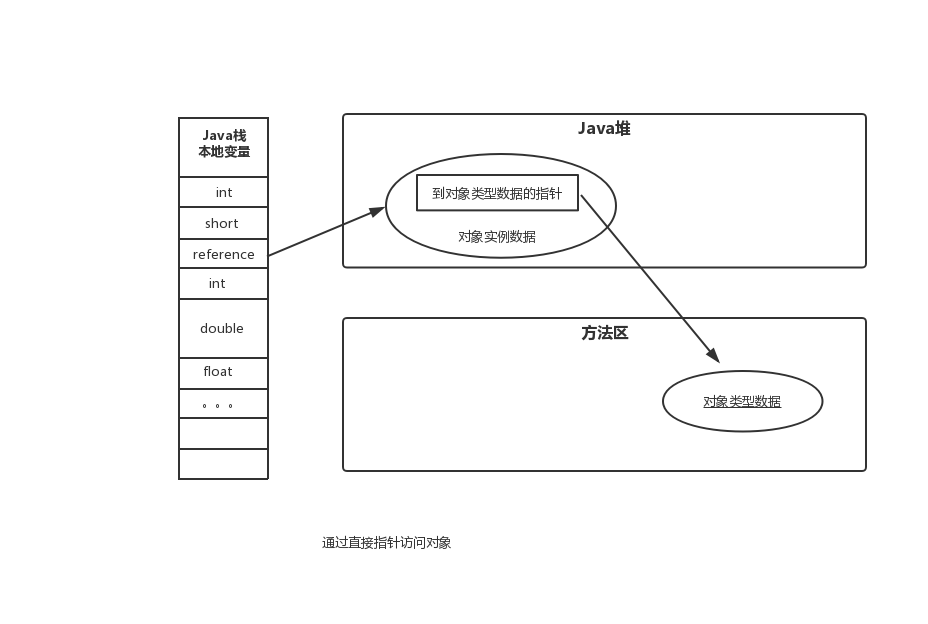 Java栈
本地变量
int
short
reference
int
double
float
。。。
Java堆
到对象类型数据的指针
对象实例数据
方法区
对象类型数据
通过直接指针访问对象